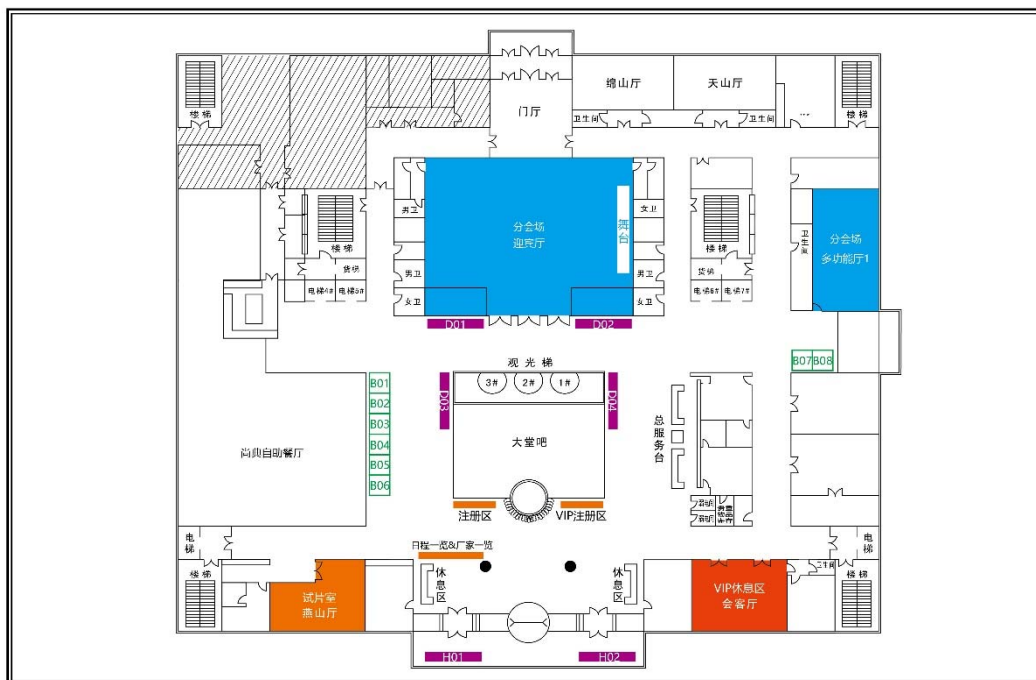 绵山厅
天山厅
门厅
卫生间
卫生间
楼梯
楼梯
男卫
女卫
分会场
迎宾厅
舞台
分会场
多功能厅1
卫生间
楼梯
楼梯
货梯
男卫
男卫
货梯
电梯4#
电梯5#
女卫
女卫
电梯6#
电梯7#
D01
D02
观光梯
3#
2#
1#
B07
B08
B01
B02
B03
B04
B05
B06
D03
D04
大堂吧
总服务台
尚典自助餐厅
注册区
VIP注册区
日程一览&厂家一览
电梯
电梯
休息区
休息区
试片室
燕山厅
VIP休息区
会客厅
卫生间
楼梯
楼梯
H01
H02